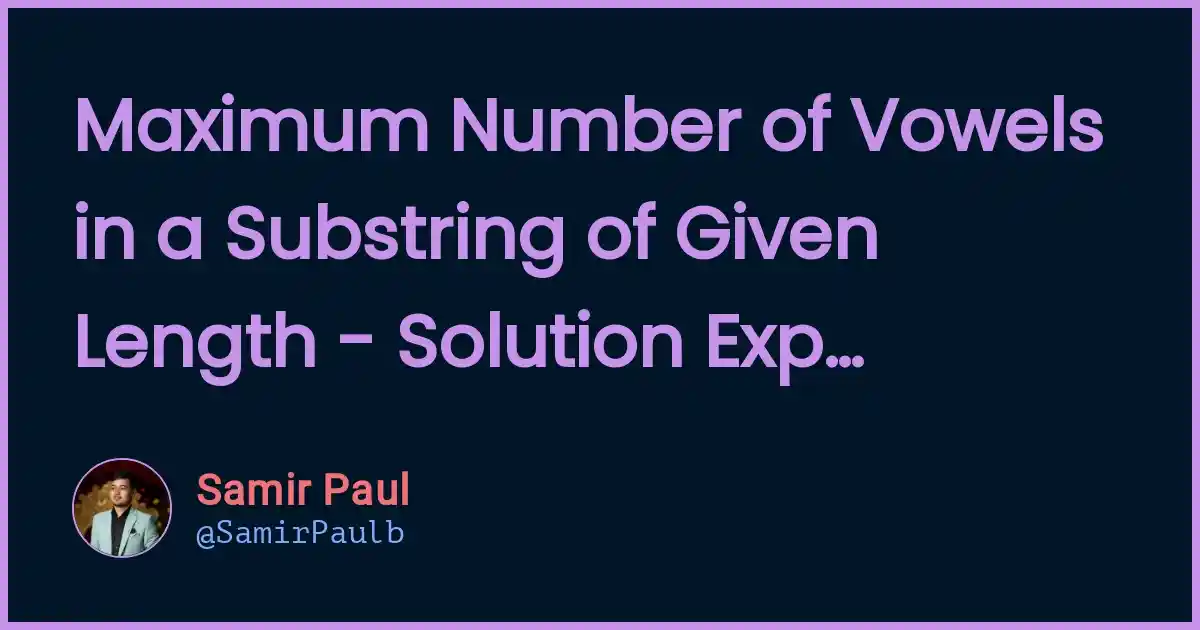 Maximum Number of Vowels
in a Substring of Given
Length - Solution Exp...
Samir Paul
@SamirPaulb